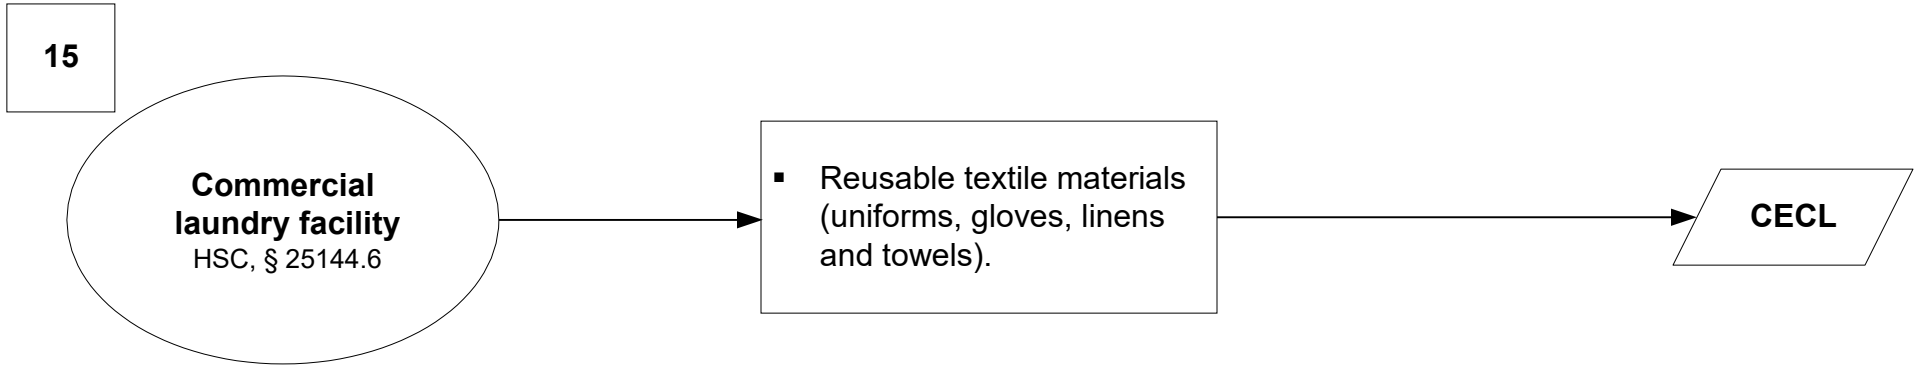 15
Commercial
laundry facility
HSC, § 25144.6
▪ Reusable textile materials
(uniforms, gloves, linens
and towels).
CECL